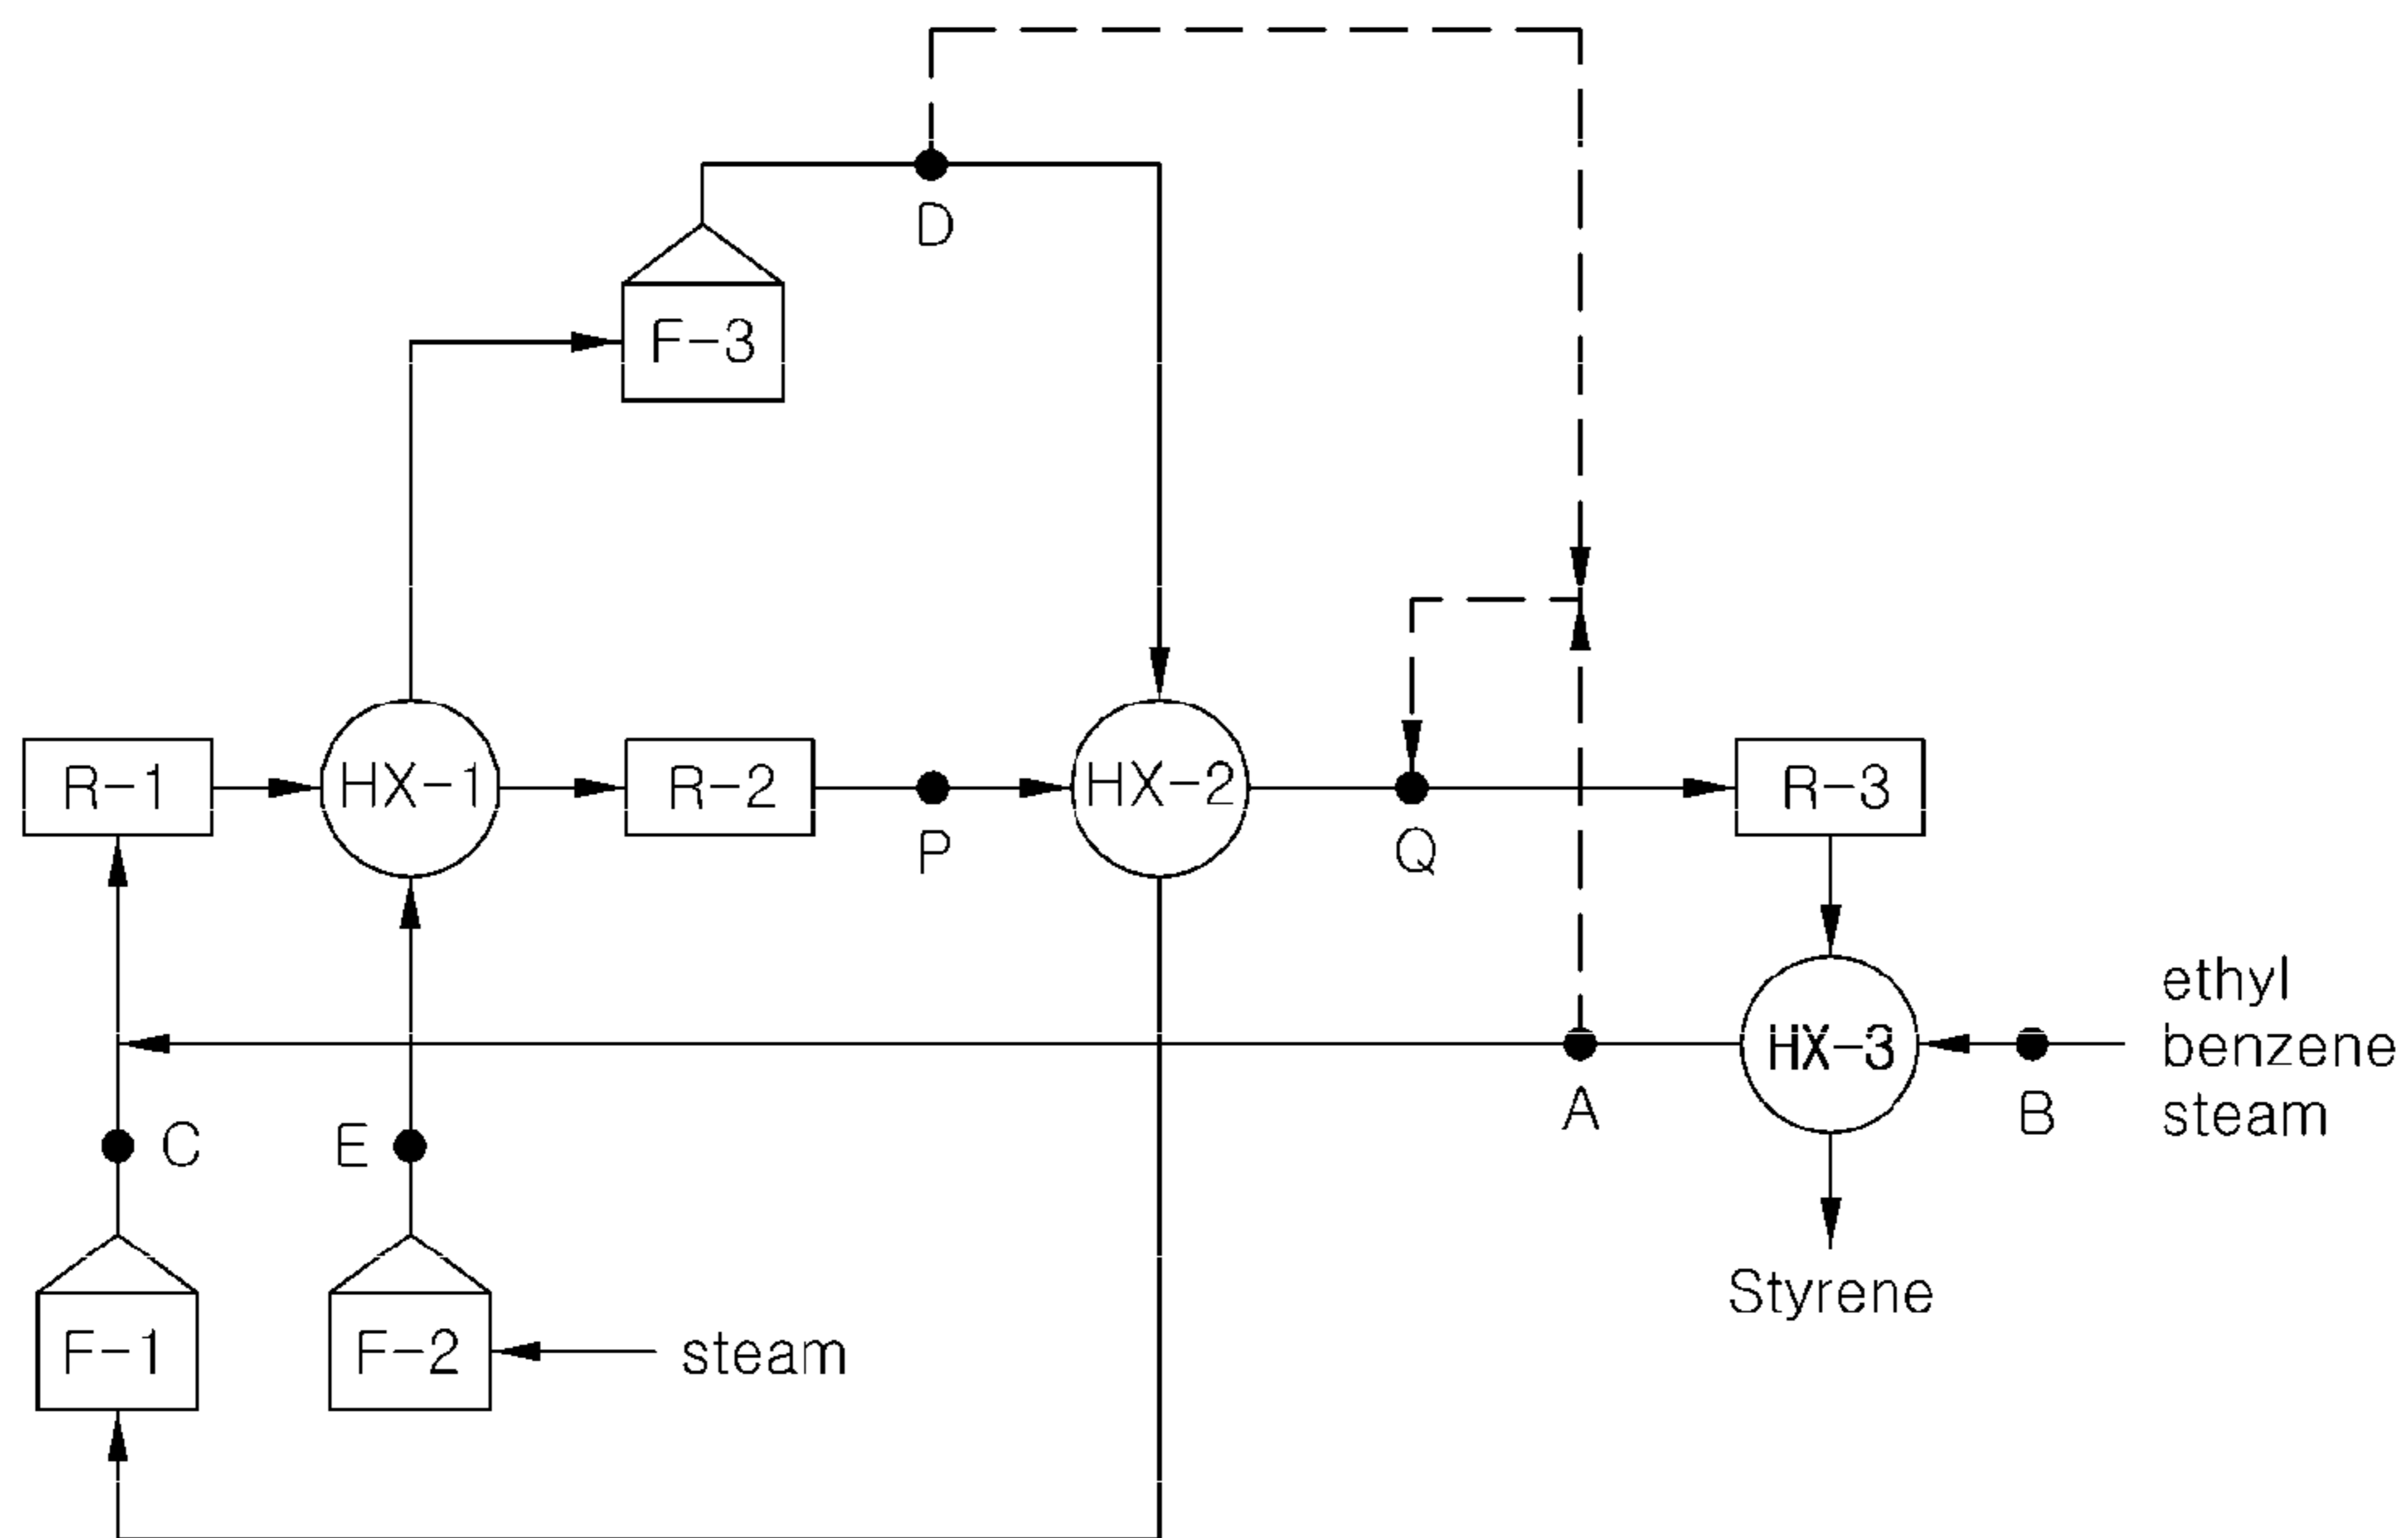 D
F-3
R-1
HX-1
R-2
P
HX-2
Q
R-3
C
E
A
HX-3
B
ethyl
benzene
steam
F-1
F-2
steam
Styrene